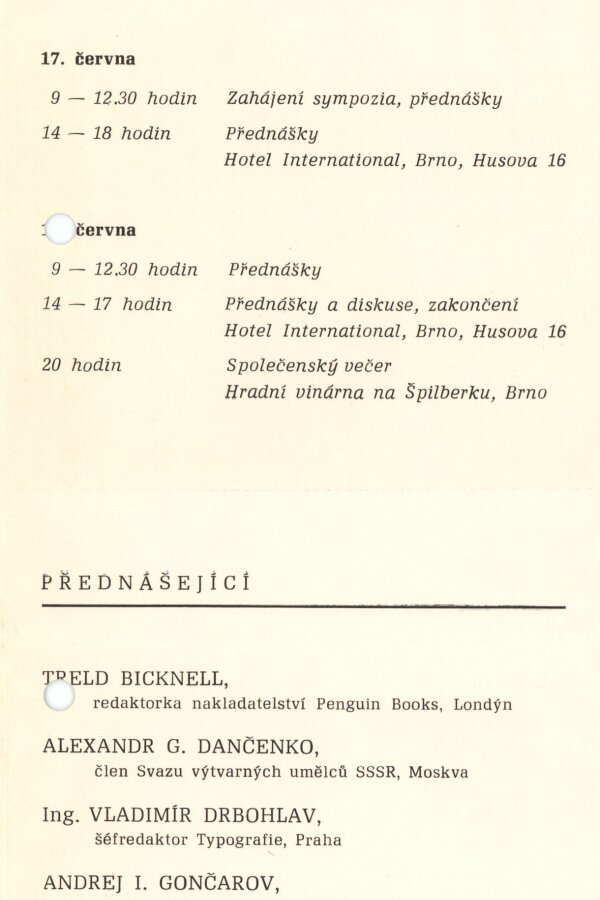 17. června
9 — 12.30 hodin Zahájení sympozia, přednášky
14 — 18 hodin Přednášky
Hotel International, Brno, Husova 16
června
9 — 12.30 hodin Přednášky
14 — 17 hodin Přednášky a diskuse, zakončení
Hotel International, Brno, Husova 16
20 hodin Společenský večer
Hradní vinárna na Špilberku, Brno
PŘEDNÁŠEJÍCÍ
TRELD BICKNELL,
redaktorka nakladatelství Penguin Books, Londýn
ALEXANDR G. DANČENKO,
člen Svazu výtvarných umělců SSSR, Moskva
Ing. VLADIMÍR DRBOHLAV,
šéfredaktor Typografie, Praha
ANDREJ I. GONČAROV,